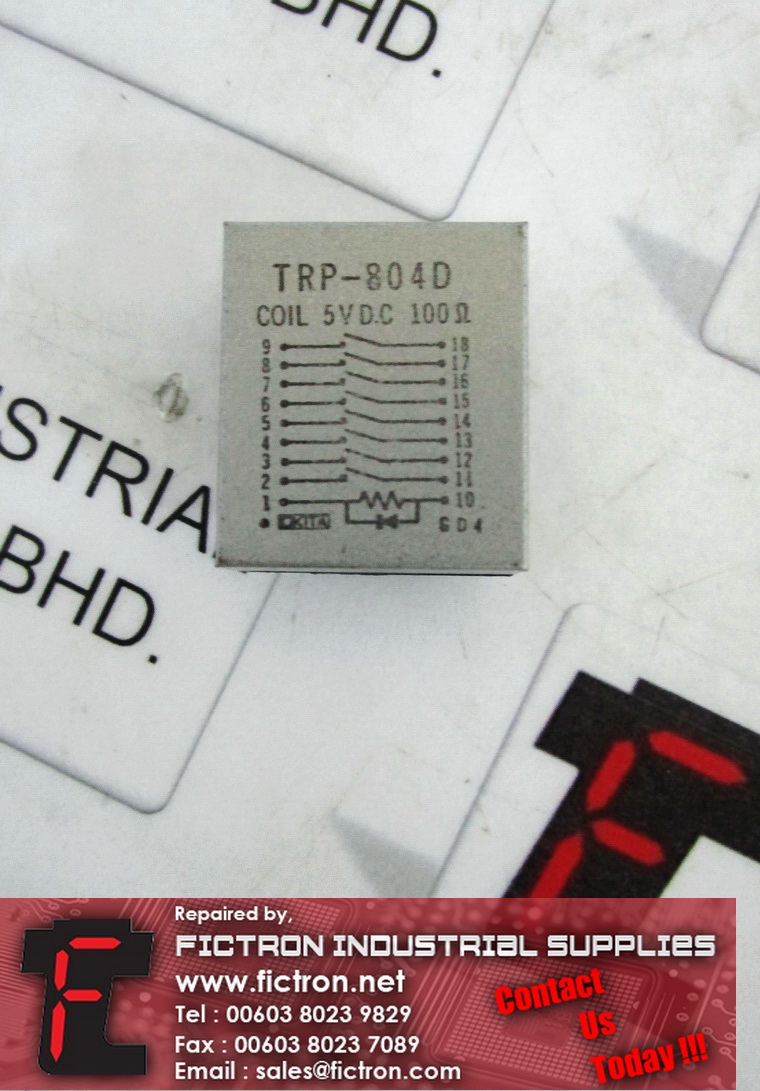 BHD.
TRP-804D
COIL 5V D.C 100Ω
9 18
8 17
7 16
6 15
5 14
4 13
3 12
2 11
1 10
OKITA GD4
BHD.
Repaired by,
FICTRON INDUSTRIAL SUPPLIES
www.fictron.net
Tel : 00603 8023 9829
Fax : 00603 8023 7089
Email : sales@fictron.com
Contact
Us
Today !!!